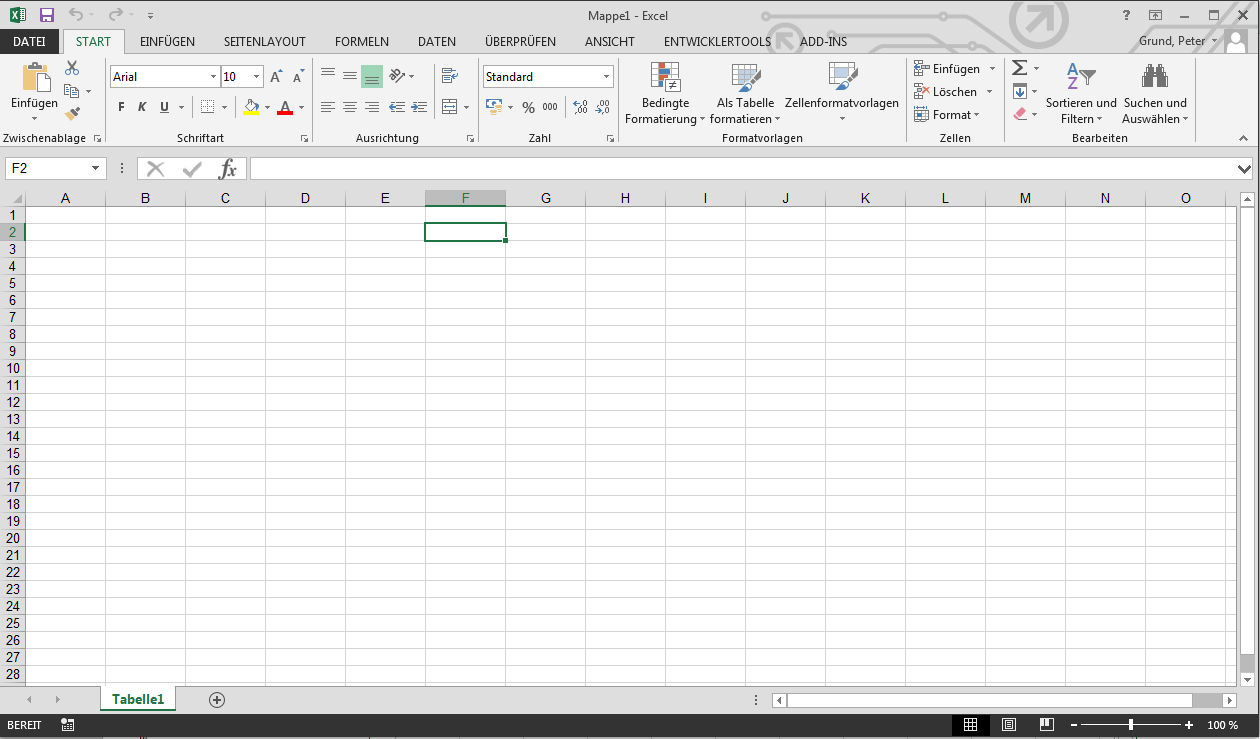 Mappe1 - Excel
?
DATEI START EINFÜGEN SEITENLAYOUT FORMELN DATEN ÜBERPRÜFEN ANSICHT ENTWICKLERTOOLS ADD-INS Grund, Peter
Einfügen
Arial 10
F K U A
Standard
% 000
Bedingte Formatierung
Als Tabelle formatieren
Zellenformatvorlagen
Einfügen
Löschen
Format
Sortieren und Filtern
Suchen und Auswählen
Zwischenablage Schriftart Ausrichtung Zahl Formatvorlagen Zellen Bearbeiten
F2 fx
A B C D E F G H I J K L M N O
1
2
3
4
5
6
7
8
9
10
11
12
13
14
15
16
17
18
19
20
21
22
23
24
25
26
27
28
Tabelle1
BEREIT 100 %